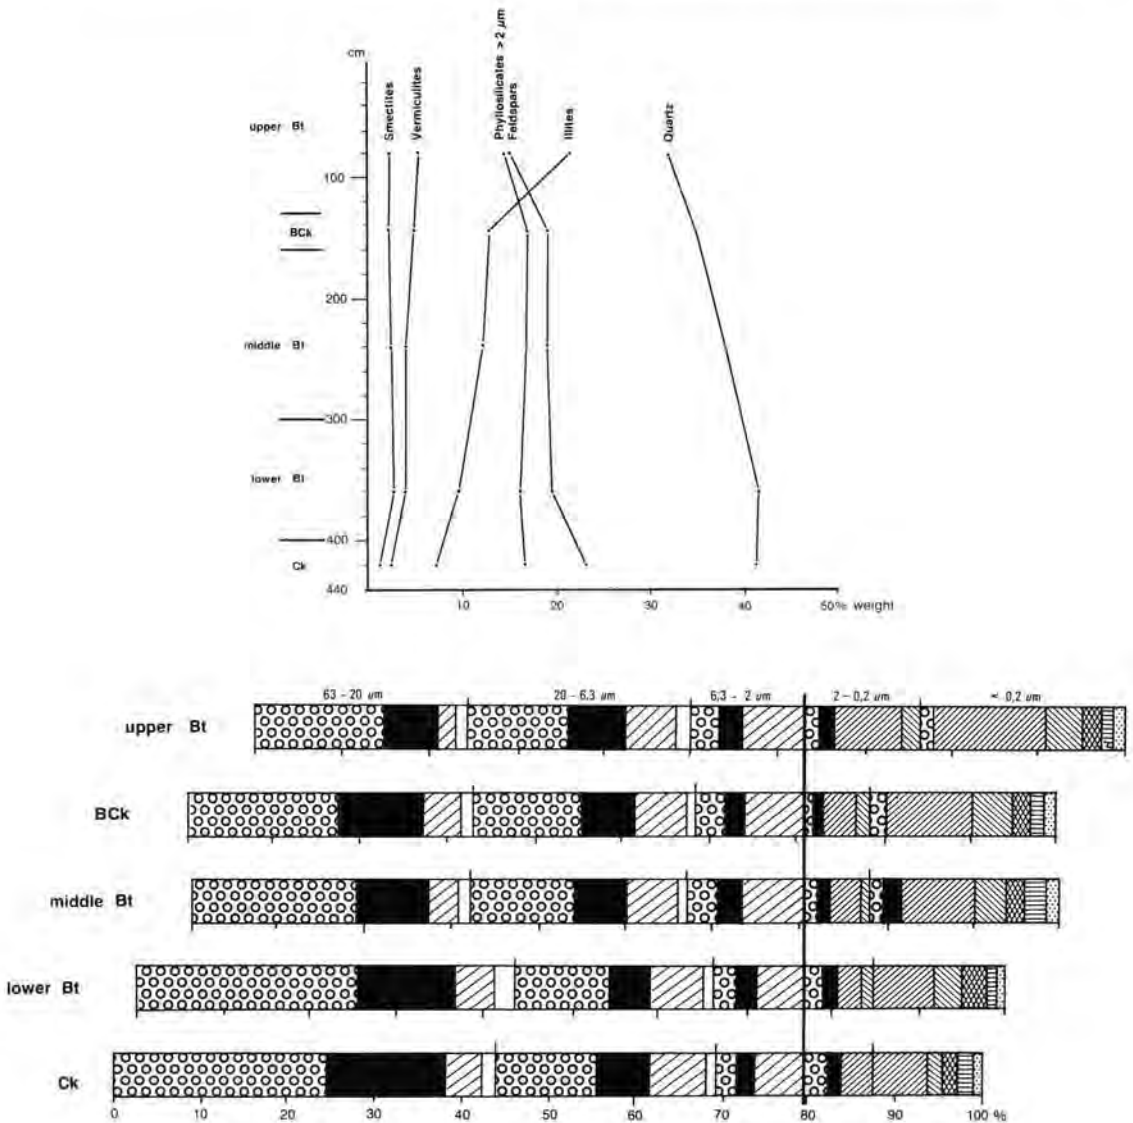 cm
Smectites
Vermiculites
Phyllosilicates > 2 µm
Feldspars
Illites
Quartz
upper Bt
100
BCk
200
middle Bt
300
lower Bt
400
Ck
440
10 20 30 40 50% weight
63 – 20 µm 20 – 6,3 µm 6,3 – 2 µm 2 – 0,2 µm < 0,2 µm
upper Bt
BCk
middle Bt
lower Bt
Ck
0 10 20 30 40 50 60 70 80 90 100 %